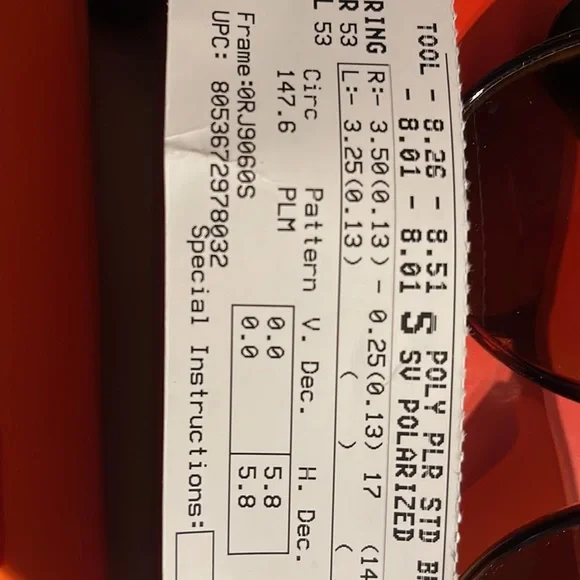 TOOL - 8.26 - 8.51 POLY PLR STD
- 8.01 - 8.01 5 SV POLARIZED
RING R:- 3.50(0.13) - 0.25(0.13) 17 (14
R 53 L:- 3.25(0.13) ( ) (
L 53
Circ Pattern V. Dec. H. Dec.
147.6 PLM 0.0 5.8
0.0 5.8
Frame:0RJ9060S
UPC: 8053672978032
Special Instructions: